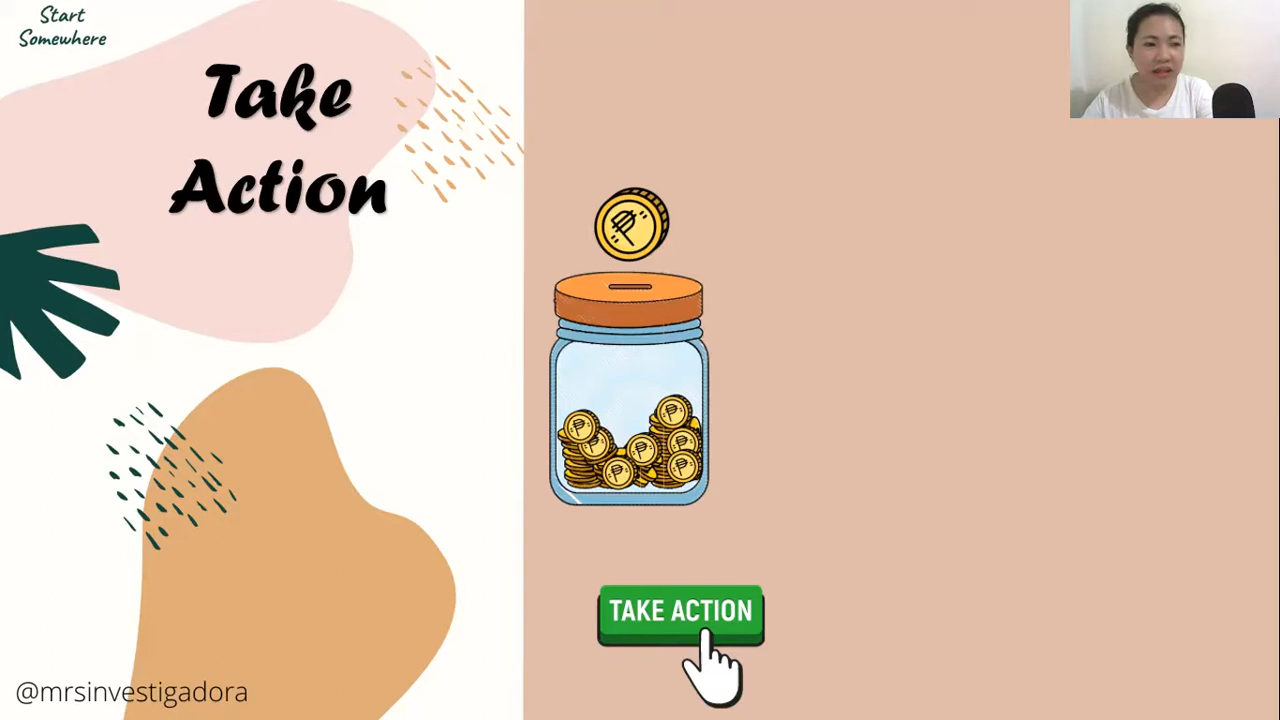 Start
Somewhere
Take
Action
TAKE ACTION
@mrsinvestigadora